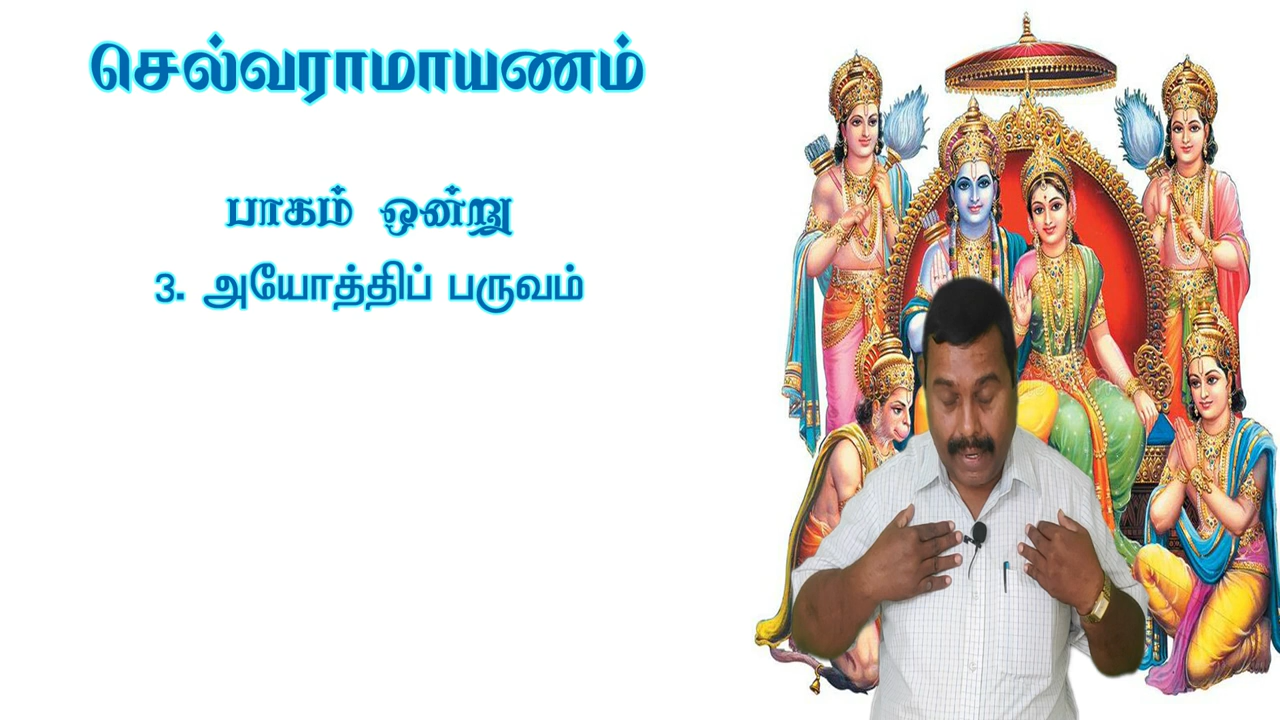 செல்வராமாயணம்
பாகம் ஒன்று
3. அயோத்திப் பருவம்